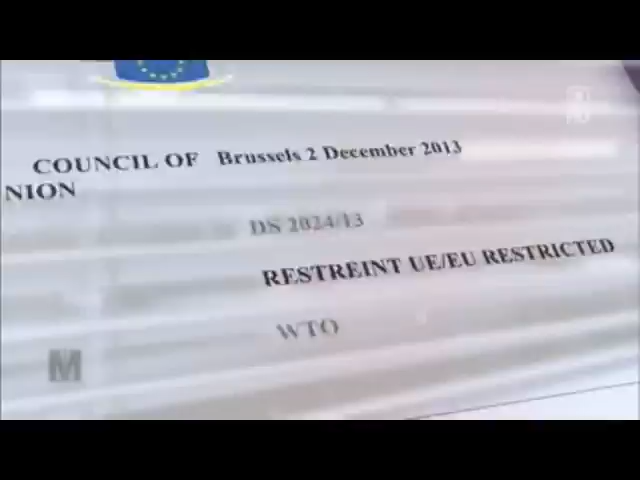 COUNCIL OF Brussels 2 December 2013
NION
DS 2024/13
RESTREINT UE/EU RESTRICTED
WTO
M